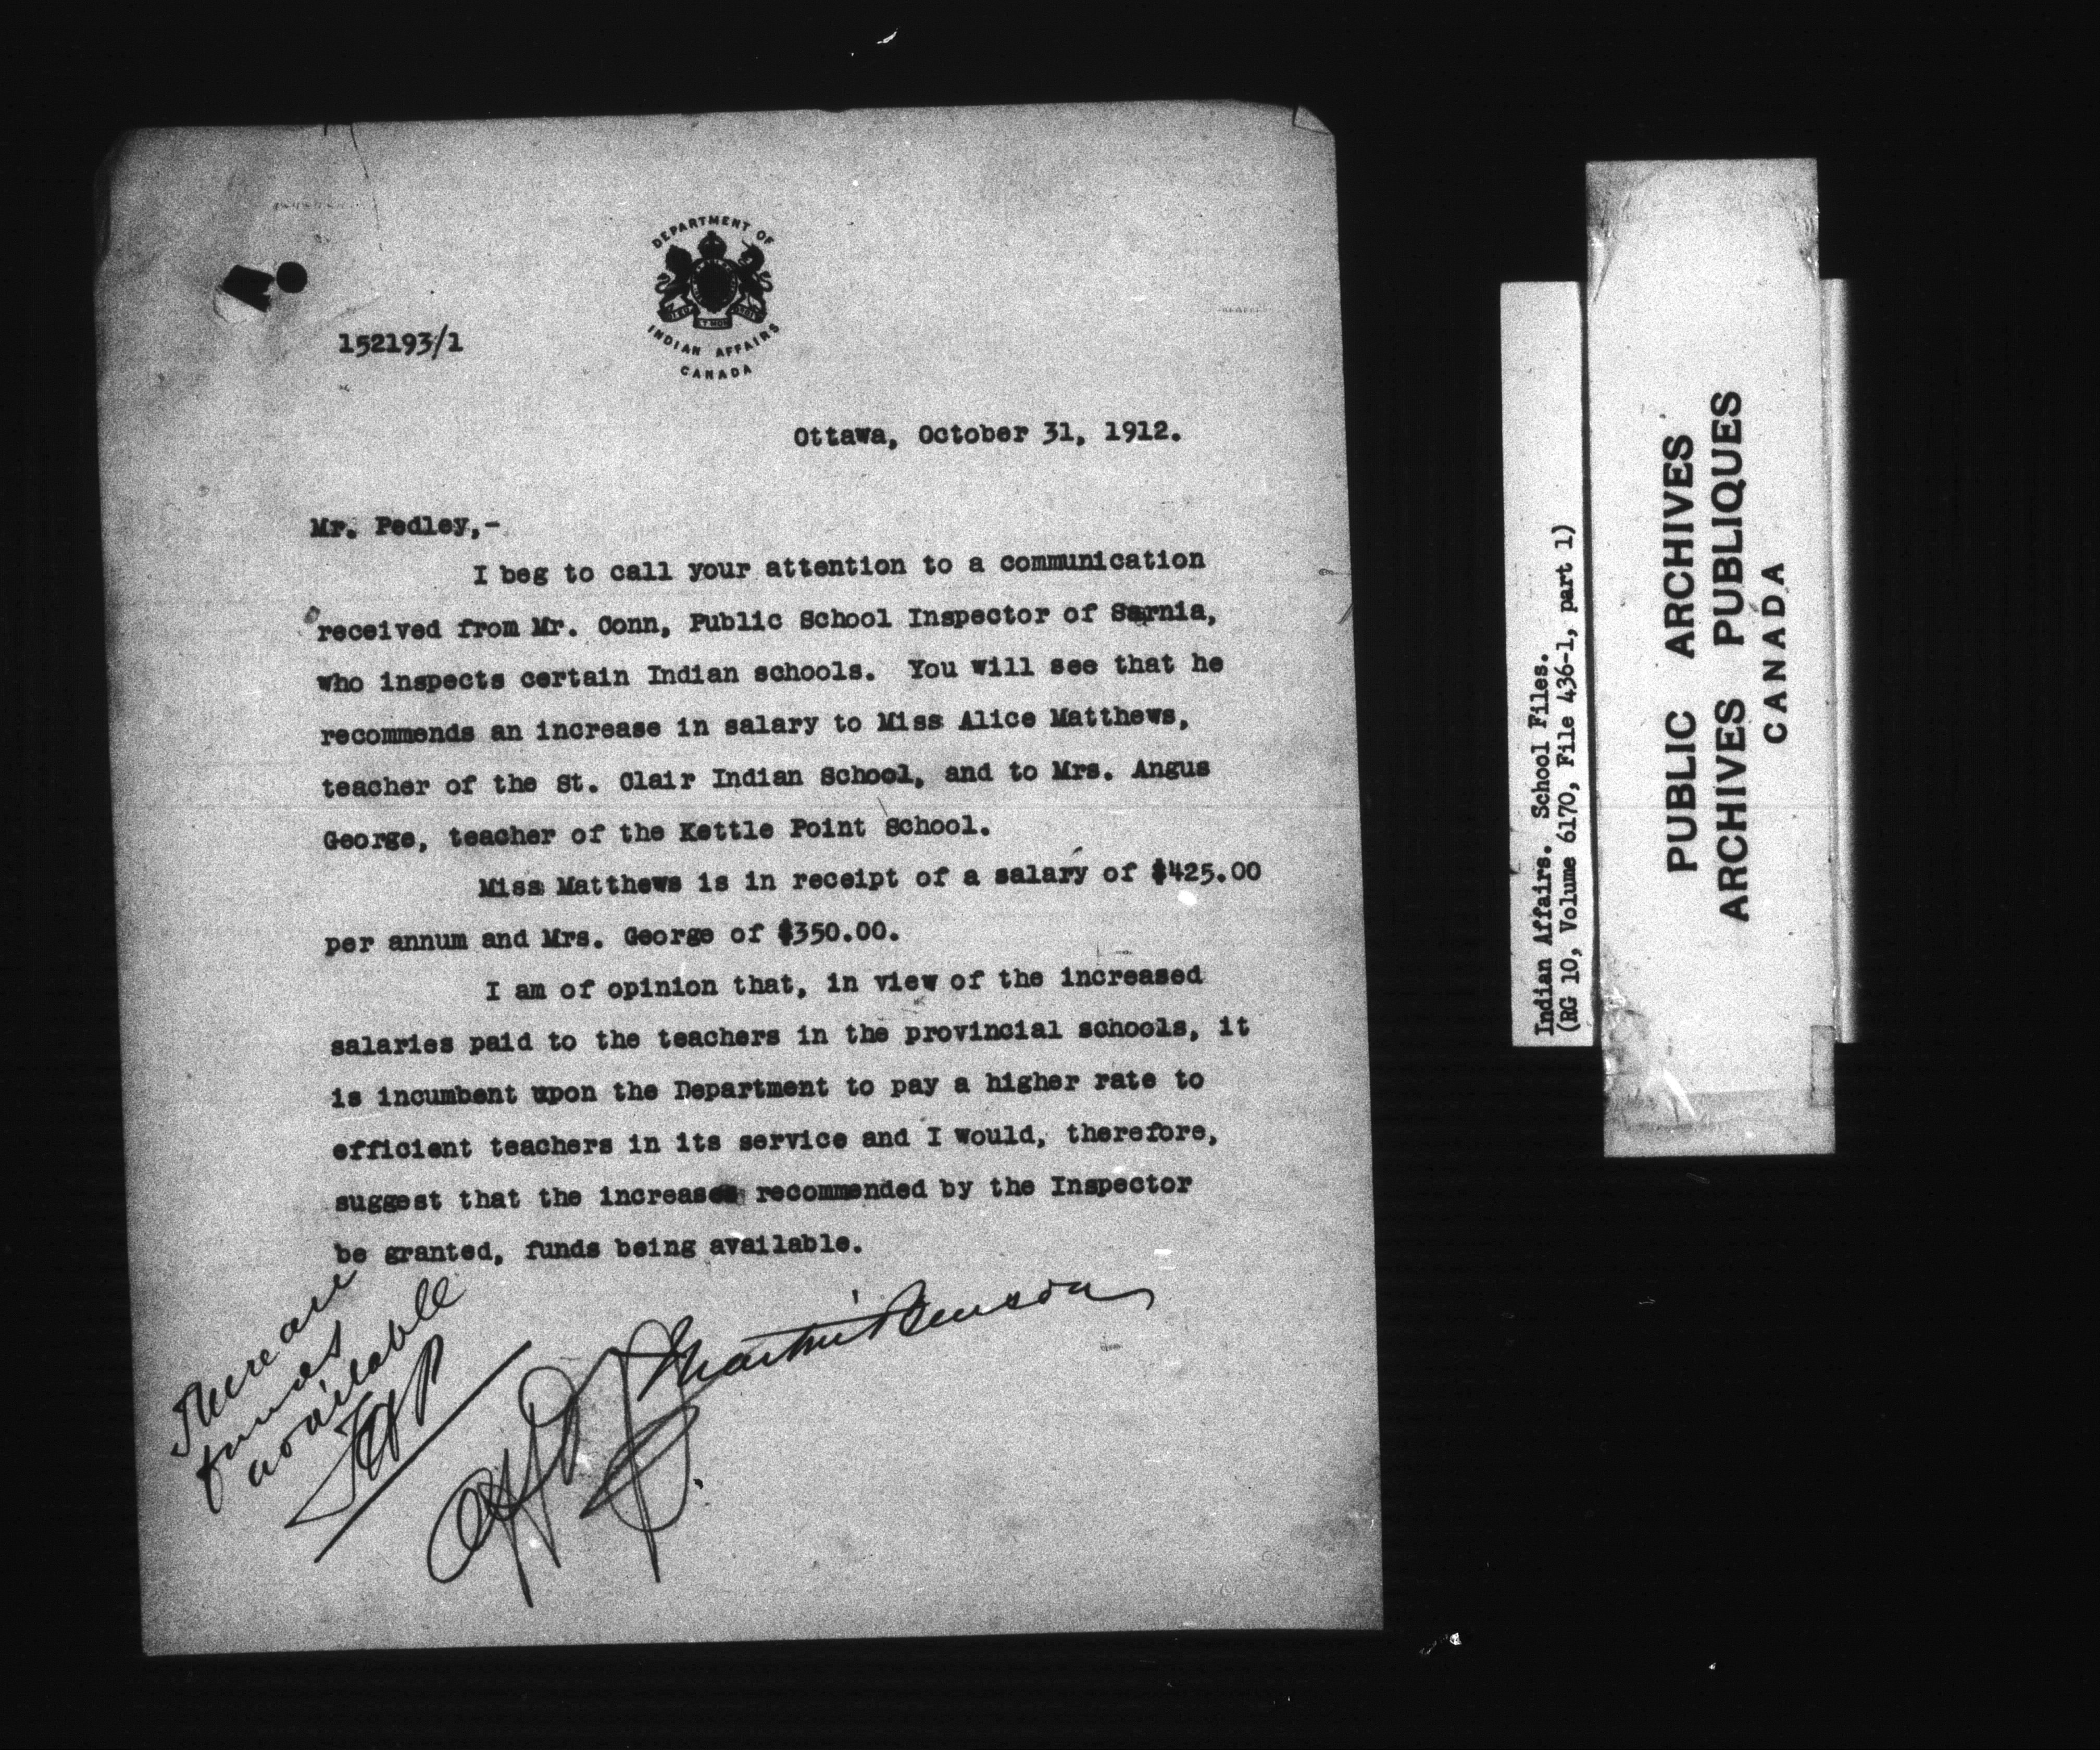 DEPARTMENT OF
INDIAN AFFAIRS
CANADA
152193/1
Ottawa, October 31, 1912.
Mr. Pedley,-
I beg to call your attention to a communication
received from Mr. Conn, Public School Inspector of Sarnia,
who inspects certain Indian schools. You will see that he
recommends an increase in salary to Miss Alice Matthews,
teacher of the St. Clair Indian School, and to Mrs. Angus
George, teacher of the Kettle Point School.
Miss Matthews is in receipt of a salary of $425.00
per annum and Mrs. George of $350.00.
I am of opinion that, in view of the increased
salaries paid to the teachers in the provincial schools, it
is incumbent upon the Department to pay a higher rate to
efficient teachers in its service and I would, therefore,
suggest that the increases recommended by the Inspector
be granted, funds being available.
Martin Benson
There are
funds
available
Indian Affairs. School Files.
(RG 10, Volume 6170, File 436-1, part 1)
PUBLIC ARCHIVES
ARCHIVES PUBLIQUES
CANADA